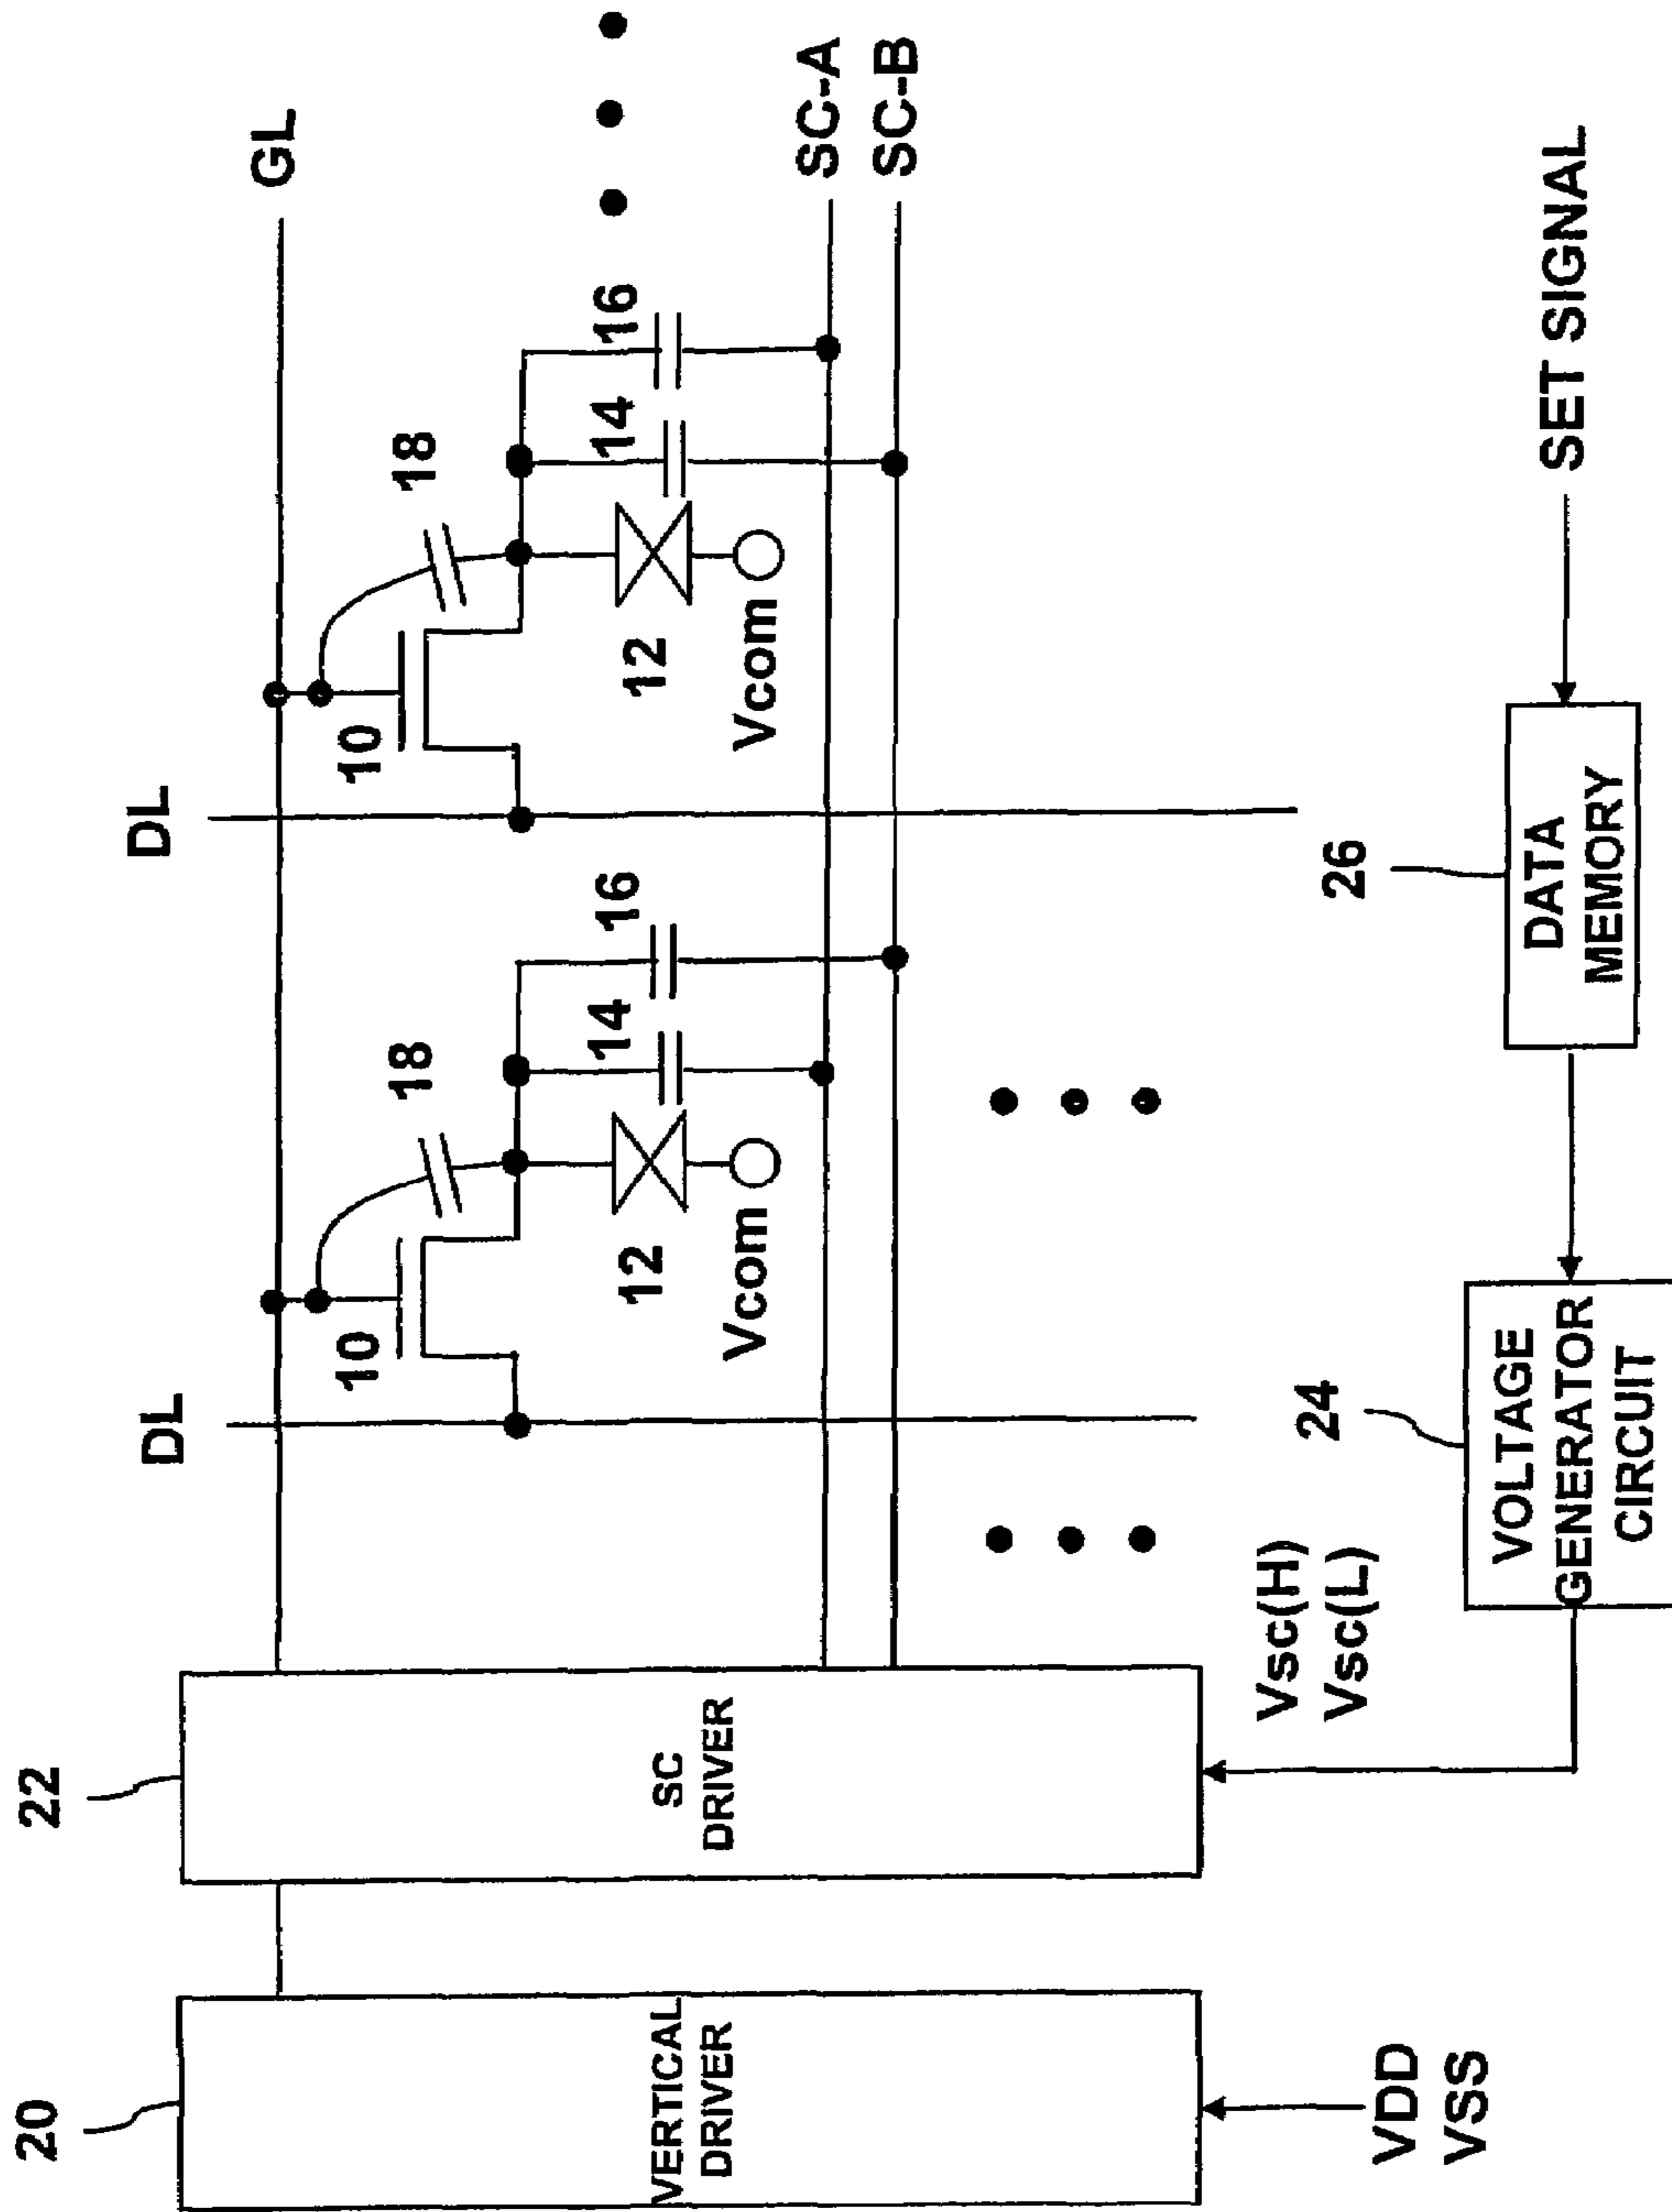 20
22
DL
DL
GL
10
18
10
18
12
14
16
12
14
16
VERTICAL
DRIVER
SC
DRIVER
Vcom
Vcom
SC-A
SC-B
Vsc(H)
Vsc(L)
VDD
VSS
24
26
VOLTAGE
GENERATOR
CIRCUIT
DATA
MEMORY
SET SIGNAL